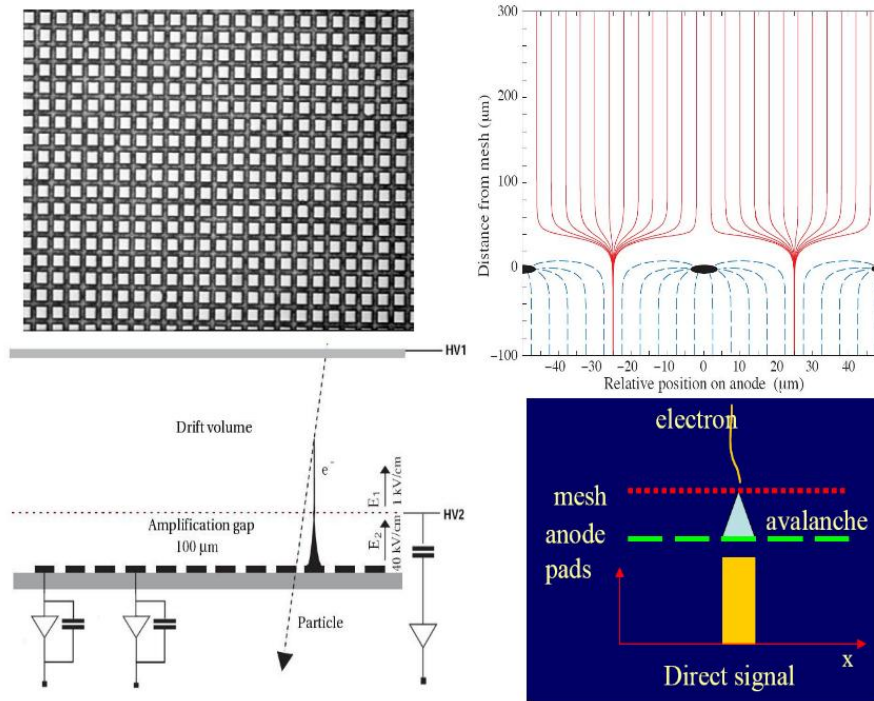 300
200
100
0
-100
Distance from mesh (µm)
-40 -30 -20 -10 0 10 20 30 40
Relative position on anode (µm)
HV1
Drift volume
e-
E1 1 kV/cm
HV2
Amplification gap
100 µm
E2 40 kV/cm
Particle
electron
mesh
avalanche
anode
pads
x
Direct signal